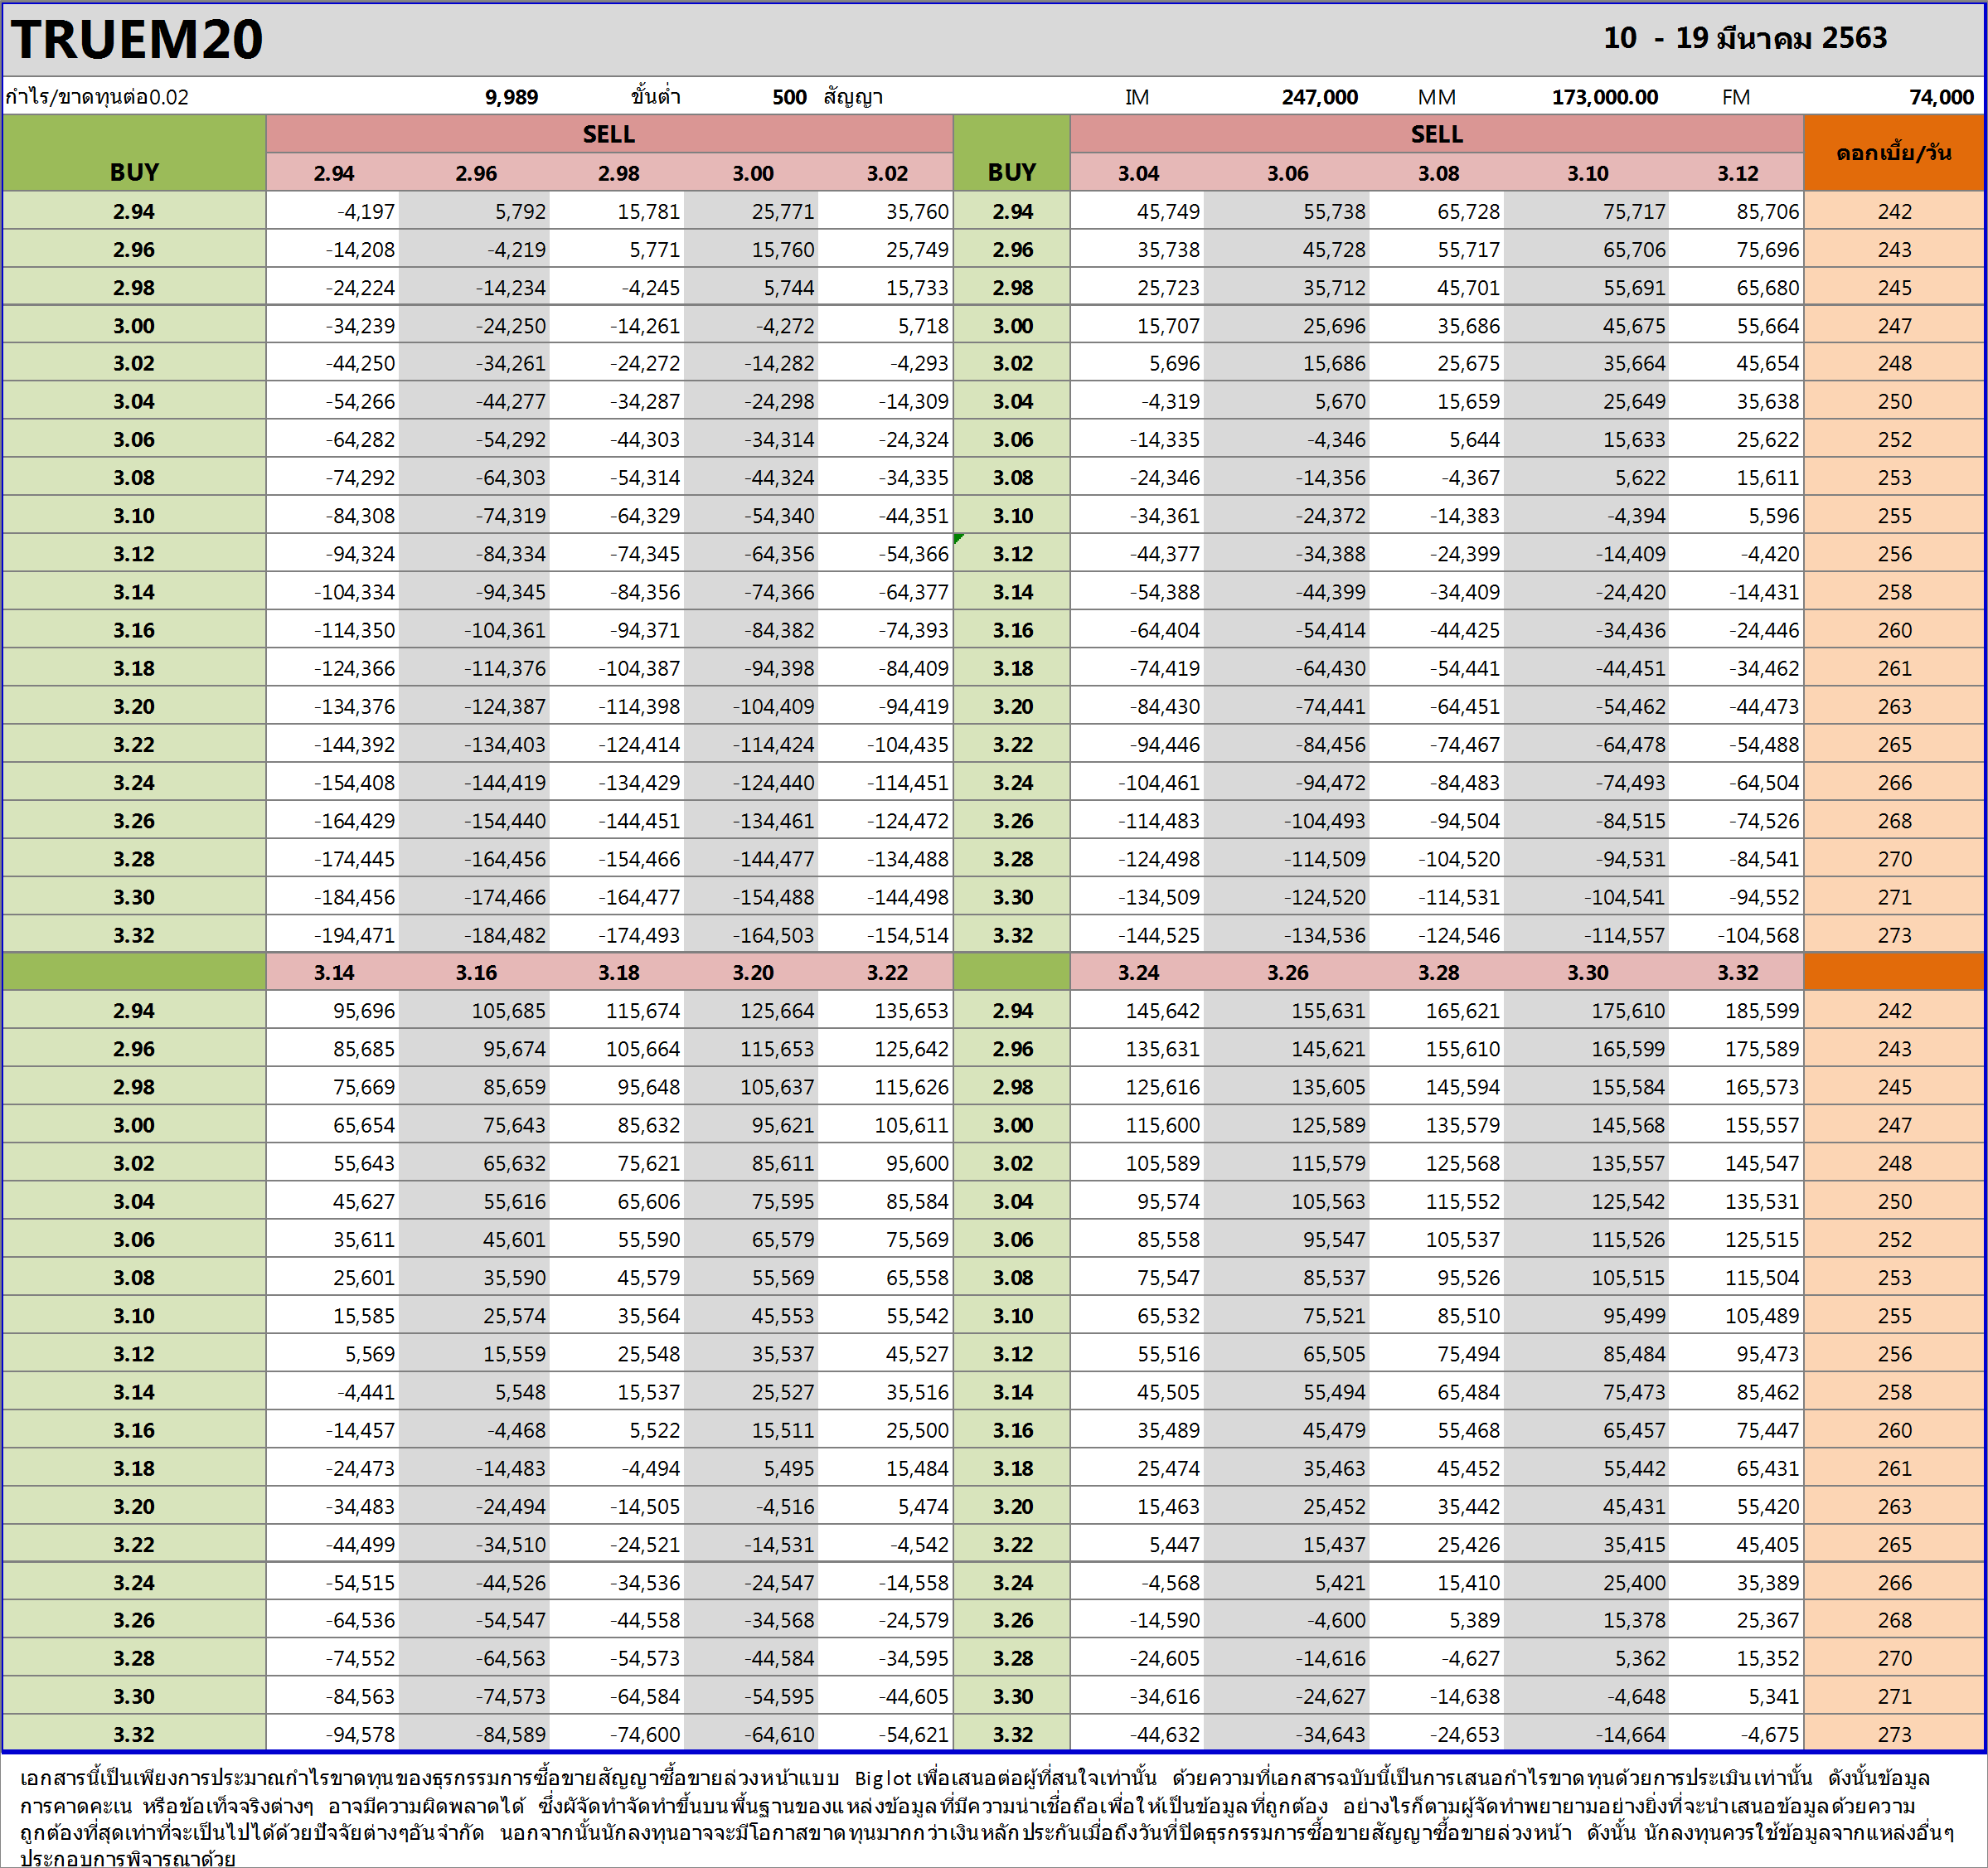 TRUEM20 10 - 19 มีนาคม 2563
กำไร/ขาดทุนต่อ0.02 9,989 ขั้นต่ำ 500 สัญญา IM 247,000 MM 173,000.00 FM 74,000
SELL SELL
BUY 2.94 2.96 2.98 3.00 3.02 BUY 3.04 3.06 3.08 3.10 3.12 ดอกเบี้ย/วัน
2.94 -4,197 5,792 15,781 25,771 35,760 2.94 45,749 55,738 65,728 75,717 85,706 242
2.96 -14,208 -4,219 5,771 15,760 25,749 2.96 35,738 45,728 55,717 65,706 75,696 243
2.98 -24,224 -14,234 -4,245 5,744 15,733 2.98 25,723 35,712 45,701 55,691 65,680 245
3.00 -34,239 -24,250 -14,261 -4,272 5,718 3.00 15,707 25,696 35,686 45,675 55,664 247
3.02 -44,250 -34,261 -24,272 -14,282 -4,293 3.02 5,696 15,686 25,675 35,664 45,654 248
3.04 -54,266 -44,277 -34,287 -24,298 -14,309 3.04 -4,319 5,670 15,659 25,649 35,638 250
3.06 -64,282 -54,292 -44,303 -34,314 -24,324 3.06 -14,335 -4,346 5,644 15,633 25,622 252
3.08 -74,292 -64,303 -54,314 -44,324 -34,335 3.08 -24,346 -14,356 -4,367 5,622 15,611 253
3.10 -84,308 -74,319 -64,329 -54,340 -44,351 3.10 -34,361 -24,372 -14,383 -4,394 5,596 255
3.12 -94,324 -84,334 -74,345 -64,356 -54,366 3.12 -44,377 -34,388 -24,399 -14,409 -4,420 256
3.14 -104,334 -94,345 -84,356 -74,366 -64,377 3.14 -54,388 -44,399 -34,409 -24,420 -14,431 258
3.16 -114,350 -104,361 -94,371 -84,382 -74,393 3.16 -64,404 -54,414 -44,425 -34,436 -24,446 260
3.18 -124,366 -114,376 -104,387 -94,398 -84,409 3.18 -74,419 -64,430 -54,441 -44,451 -34,462 261
3.20 -134,376 -124,387 -114,398 -104,409 -94,419 3.20 -84,430 -74,441 -64,451 -54,462 -44,473 263
3.22 -144,392 -134,403 -124,414 -114,424 -104,435 3.22 -94,446 -84,456 -74,467 -64,478 -54,488 265
3.24 -154,408 -144,419 -134,429 -124,440 -114,451 3.24 -104,461 -94,472 -84,483 -74,493 -64,504 266
3.26 -164,429 -154,440 -144,451 -134,461 -124,472 3.26 -114,483 -104,493 -94,504 -84,515 -74,526 268
3.28 -174,445 -164,456 -154,466 -144,477 -134,488 3.28 -124,498 -114,509 -104,520 -94,531 -84,541 270
3.30 -184,456 -174,466 -164,477 -154,488 -144,498 3.30 -134,509 -124,520 -114,531 -104,541 -94,552 271
3.32 -194,471 -184,482 -174,493 -164,503 -154,514 3.32 -144,525 -134,536 -124,546 -114,557 -104,568 273
3.14 3.16 3.18 3.20 3.22 3.24 3.26 3.28 3.30 3.32
2.94 95,696 105,685 115,674 125,664 135,653 2.94 145,642 155,631 165,621 175,610 185,599 242
2.96 85,685 95,674 105,664 115,653 125,642 2.96 135,631 145,621 155,610 165,599 175,589 243
2.98 75,669 85,659 95,648 105,637 115,626 2.98 125,616 135,605 145,594 155,584 165,573 245
3.00 65,654 75,643 85,632 95,621 105,611 3.00 115,600 125,589 135,579 145,568 155,557 247
3.02 55,643 65,632 75,621 85,611 95,600 3.02 105,589 115,579 125,568 135,557 145,547 248
3.04 45,627 55,616 65,606 75,595 85,584 3.04 95,574 105,563 115,552 125,542 135,531 250
3.06 35,611 45,601 55,590 65,579 75,569 3.06 85,558 95,547 105,537 115,526 125,515 252
3.08 25,601 35,590 45,579 55,569 65,558 3.08 75,547 85,537 95,526 105,515 115,504 253
3.10 15,585 25,574 35,564 45,553 55,542 3.10 65,532 75,521 85,510 95,499 105,489 255
3.12 5,569 15,559 25,548 35,537 45,527 3.12 55,516 65,505 75,494 85,484 95,473 256
3.14 -4,441 5,548 15,537 25,527 35,516 3.14 45,505 55,494 65,484 75,473 85,462 258
3.16 -14,457 -4,468 5,522 15,511 25,500 3.16 35,489 45,479 55,468 65,457 75,447 260
3.18 -24,473 -14,483 -4,494 5,495 15,484 3.18 25,474 35,463 45,452 55,442 65,431 261
3.20 -34,483 -24,494 -14,505 -4,516 5,474 3.20 15,463 25,452 35,442 45,431 55,420 263
3.22 -44,499 -34,510 -24,521 -14,531 -4,542 3.22 5,447 15,437 25,426 35,415 45,405 265
3.24 -54,515 -44,526 -34,536 -24,547 -14,558 3.24 -4,568 5,421 15,410 25,400 35,389 266
3.26 -64,536 -54,547 -44,558 -34,568 -24,579 3.26 -14,590 -4,600 5,389 15,378 25,367 268
3.28 -74,552 -64,563 -54,573 -44,584 -34,595 3.28 -24,605 -14,616 -4,627 5,362 15,352 270
3.30 -84,563 -74,573 -64,584 -54,595 -44,605 3.30 -34,616 -24,627 -14,638 -4,648 5,341 271
3.32 -94,578 -84,589 -74,600 -64,610 -54,621 3.32 -44,632 -34,643 -24,653 -14,664 -4,675 273
เอกสารนี้เป็นเพียงการประมาณกำไรขาดทุนของธุรกรรมการซื้อขายสัญญาซื้อขายล่วงหน้าแบบ Biglot เพื่อเสนอต่อผู้ที่สนใจเท่านั้น ด้วยความที่เอกสารฉบับนี้เป็นการเสนอกำไรขาดทุนด้วยการประเมินเท่านั้น ดังนั้นข้อมูล
การคาดคะเน หรือข้อเท็จจริงต่างๆ อาจมีความผิดพลาดได้ ซึ่งผัจัดทำจัดทำขึ้นบนพื้นฐานของแหล่งข้อมูลที่มีความน่าเชื่อถือเพื่อให้เป็นข้อมูลที่ถูกต้อง อย่างไรก็ตามผู้จัดทำพยายามอย่างยิ่งที่จะนำเสนอข้อมูลด้วยความ
ถูกต้องที่สุดเท่าที่จะเป็นไปได้ด้วยปัจจัยต่างๆอันจำกัด นอกจากนั้นนักลงทุนอาจจะมีโอกาสขาดทุนมากกว่าเงินหลักประกันเมื่อถึงวันที่ปิดธุรกรรมการซื้อขายสัญญาซื้อขายล่วงหน้า ดังนั้น นักลงทุนควรใช้ข้อมูลจากแหล่งอื่นๆ
ประกอบการพิจารณาด้วย